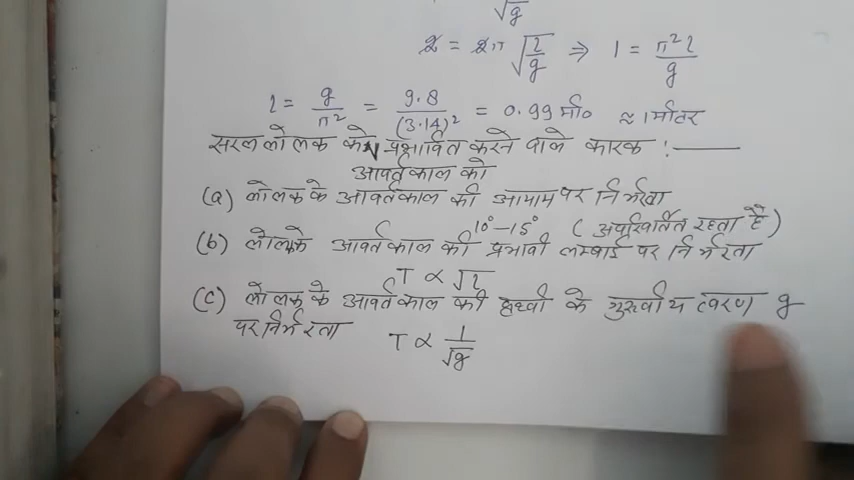 √g
2 = 2π √l/g ⇒ 1 = π²l/g
l = g/π² = 9.8/(3.14)² = 0.99 मी० ≈ 1 मीटर
सरल लोलक के प्रभावित करने वाले कारक :—
आवर्तकाल को
(a) लोलक के आवर्तकाल की आयाम पर निर्भरता
10°–15° (अपरिवर्तित रहता है)
(b) लोलक के आवर्तकाल की प्रभावी लम्बाई पर निर्भरता
T ∝ √l
(c) लोलक के आवर्तकाल की पृथ्वी के गुरुत्वीय त्वरण g
पर निर्भरता T ∝ 1/√g